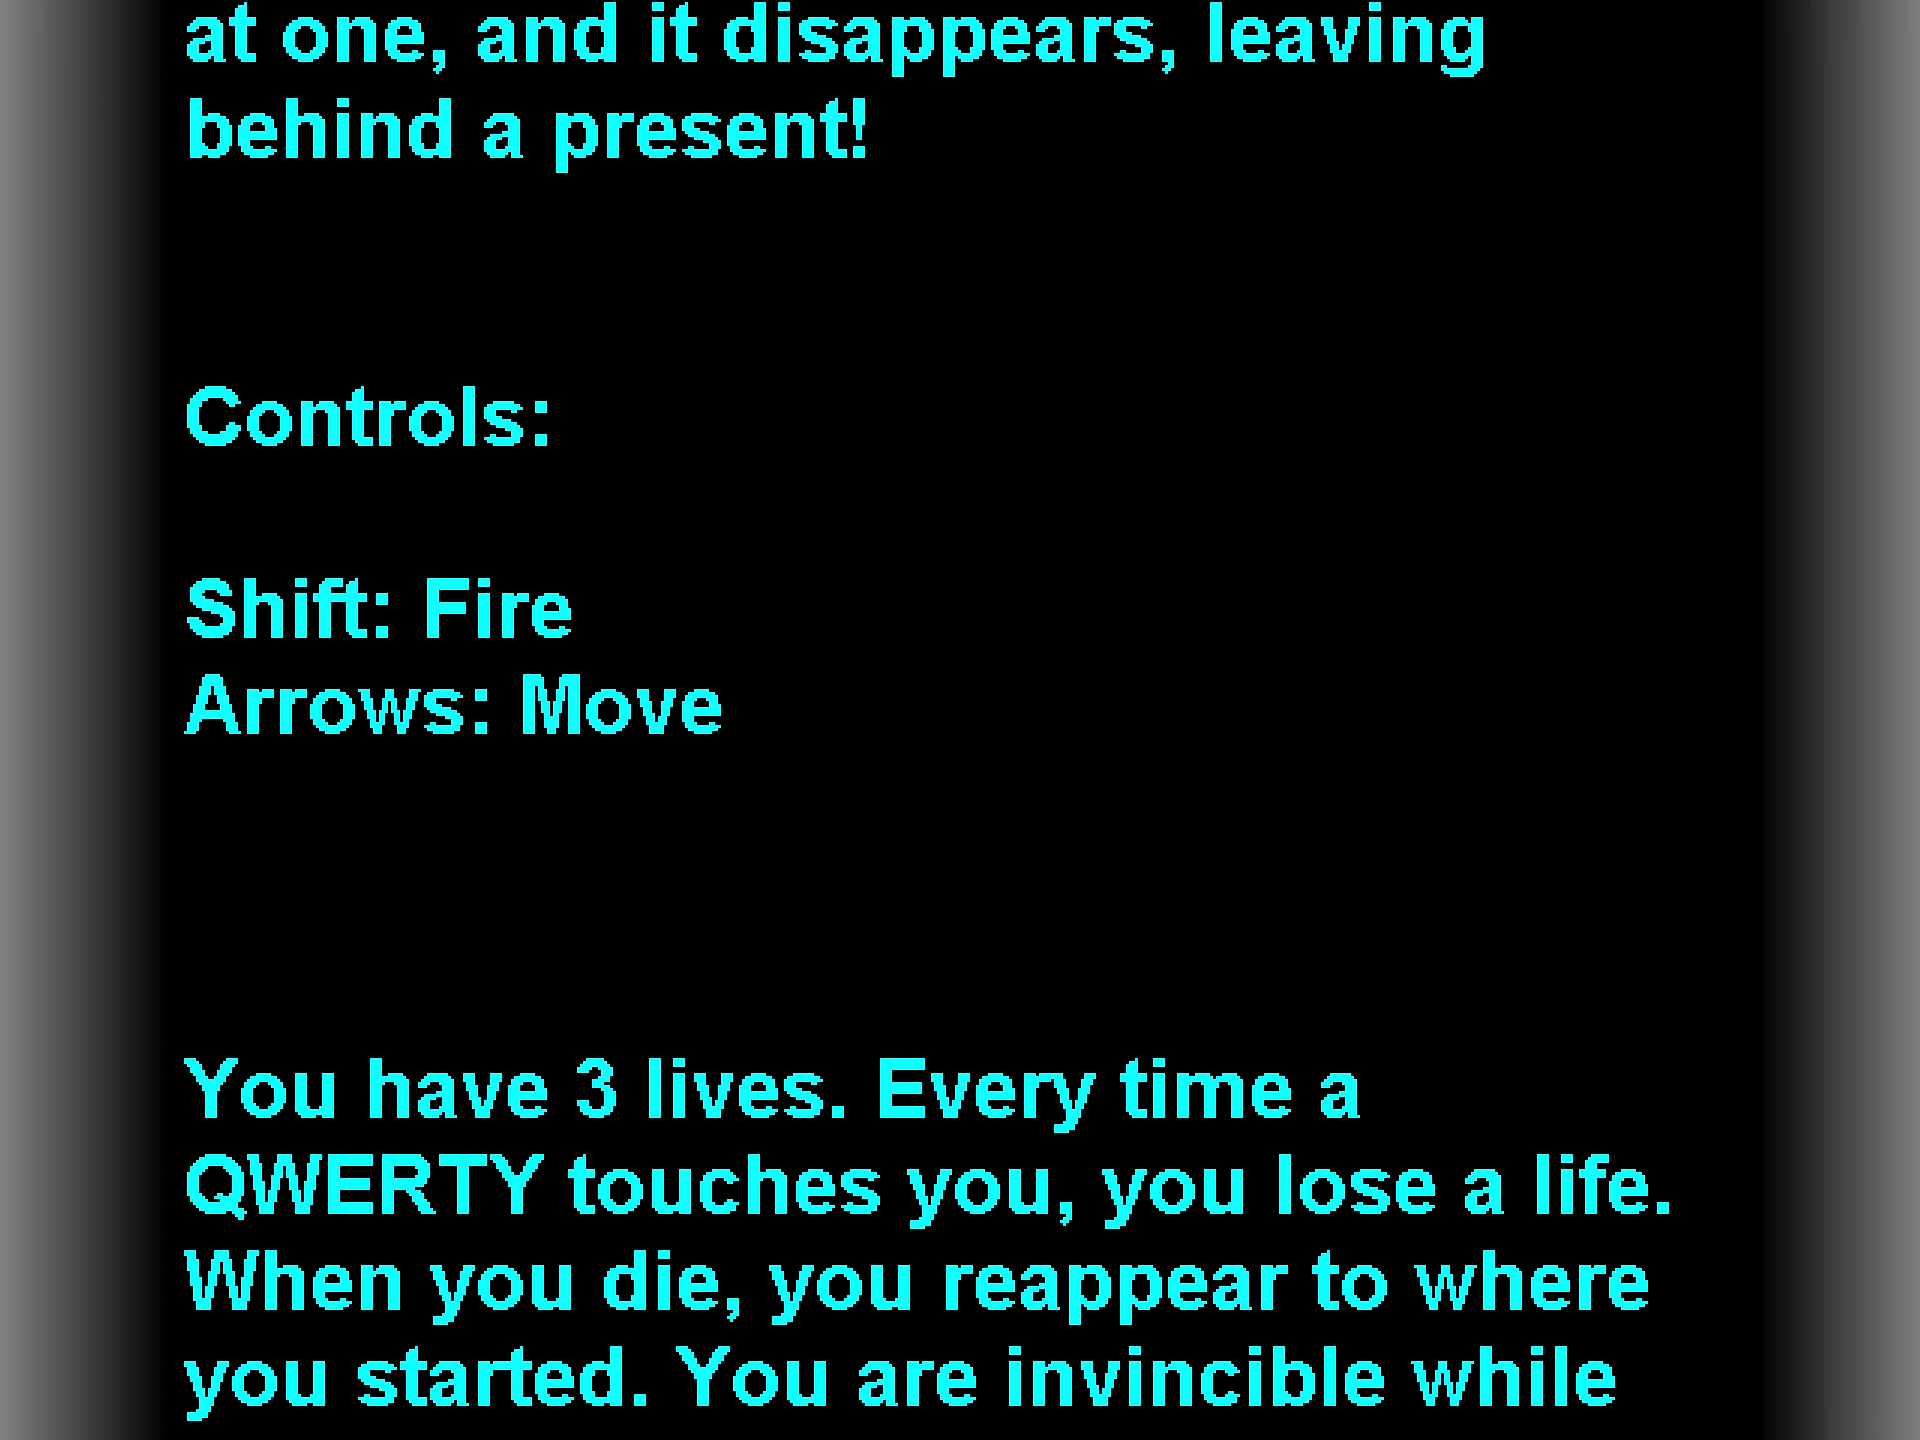 at one, and it disappears, leaving
behind a present!
Controls:
Shift: Fire
Arrows: Move
You have 3 lives. Every time a
QWERTY touches you, you lose a life.
When you die, you reappear to where
you started. You are invincible while